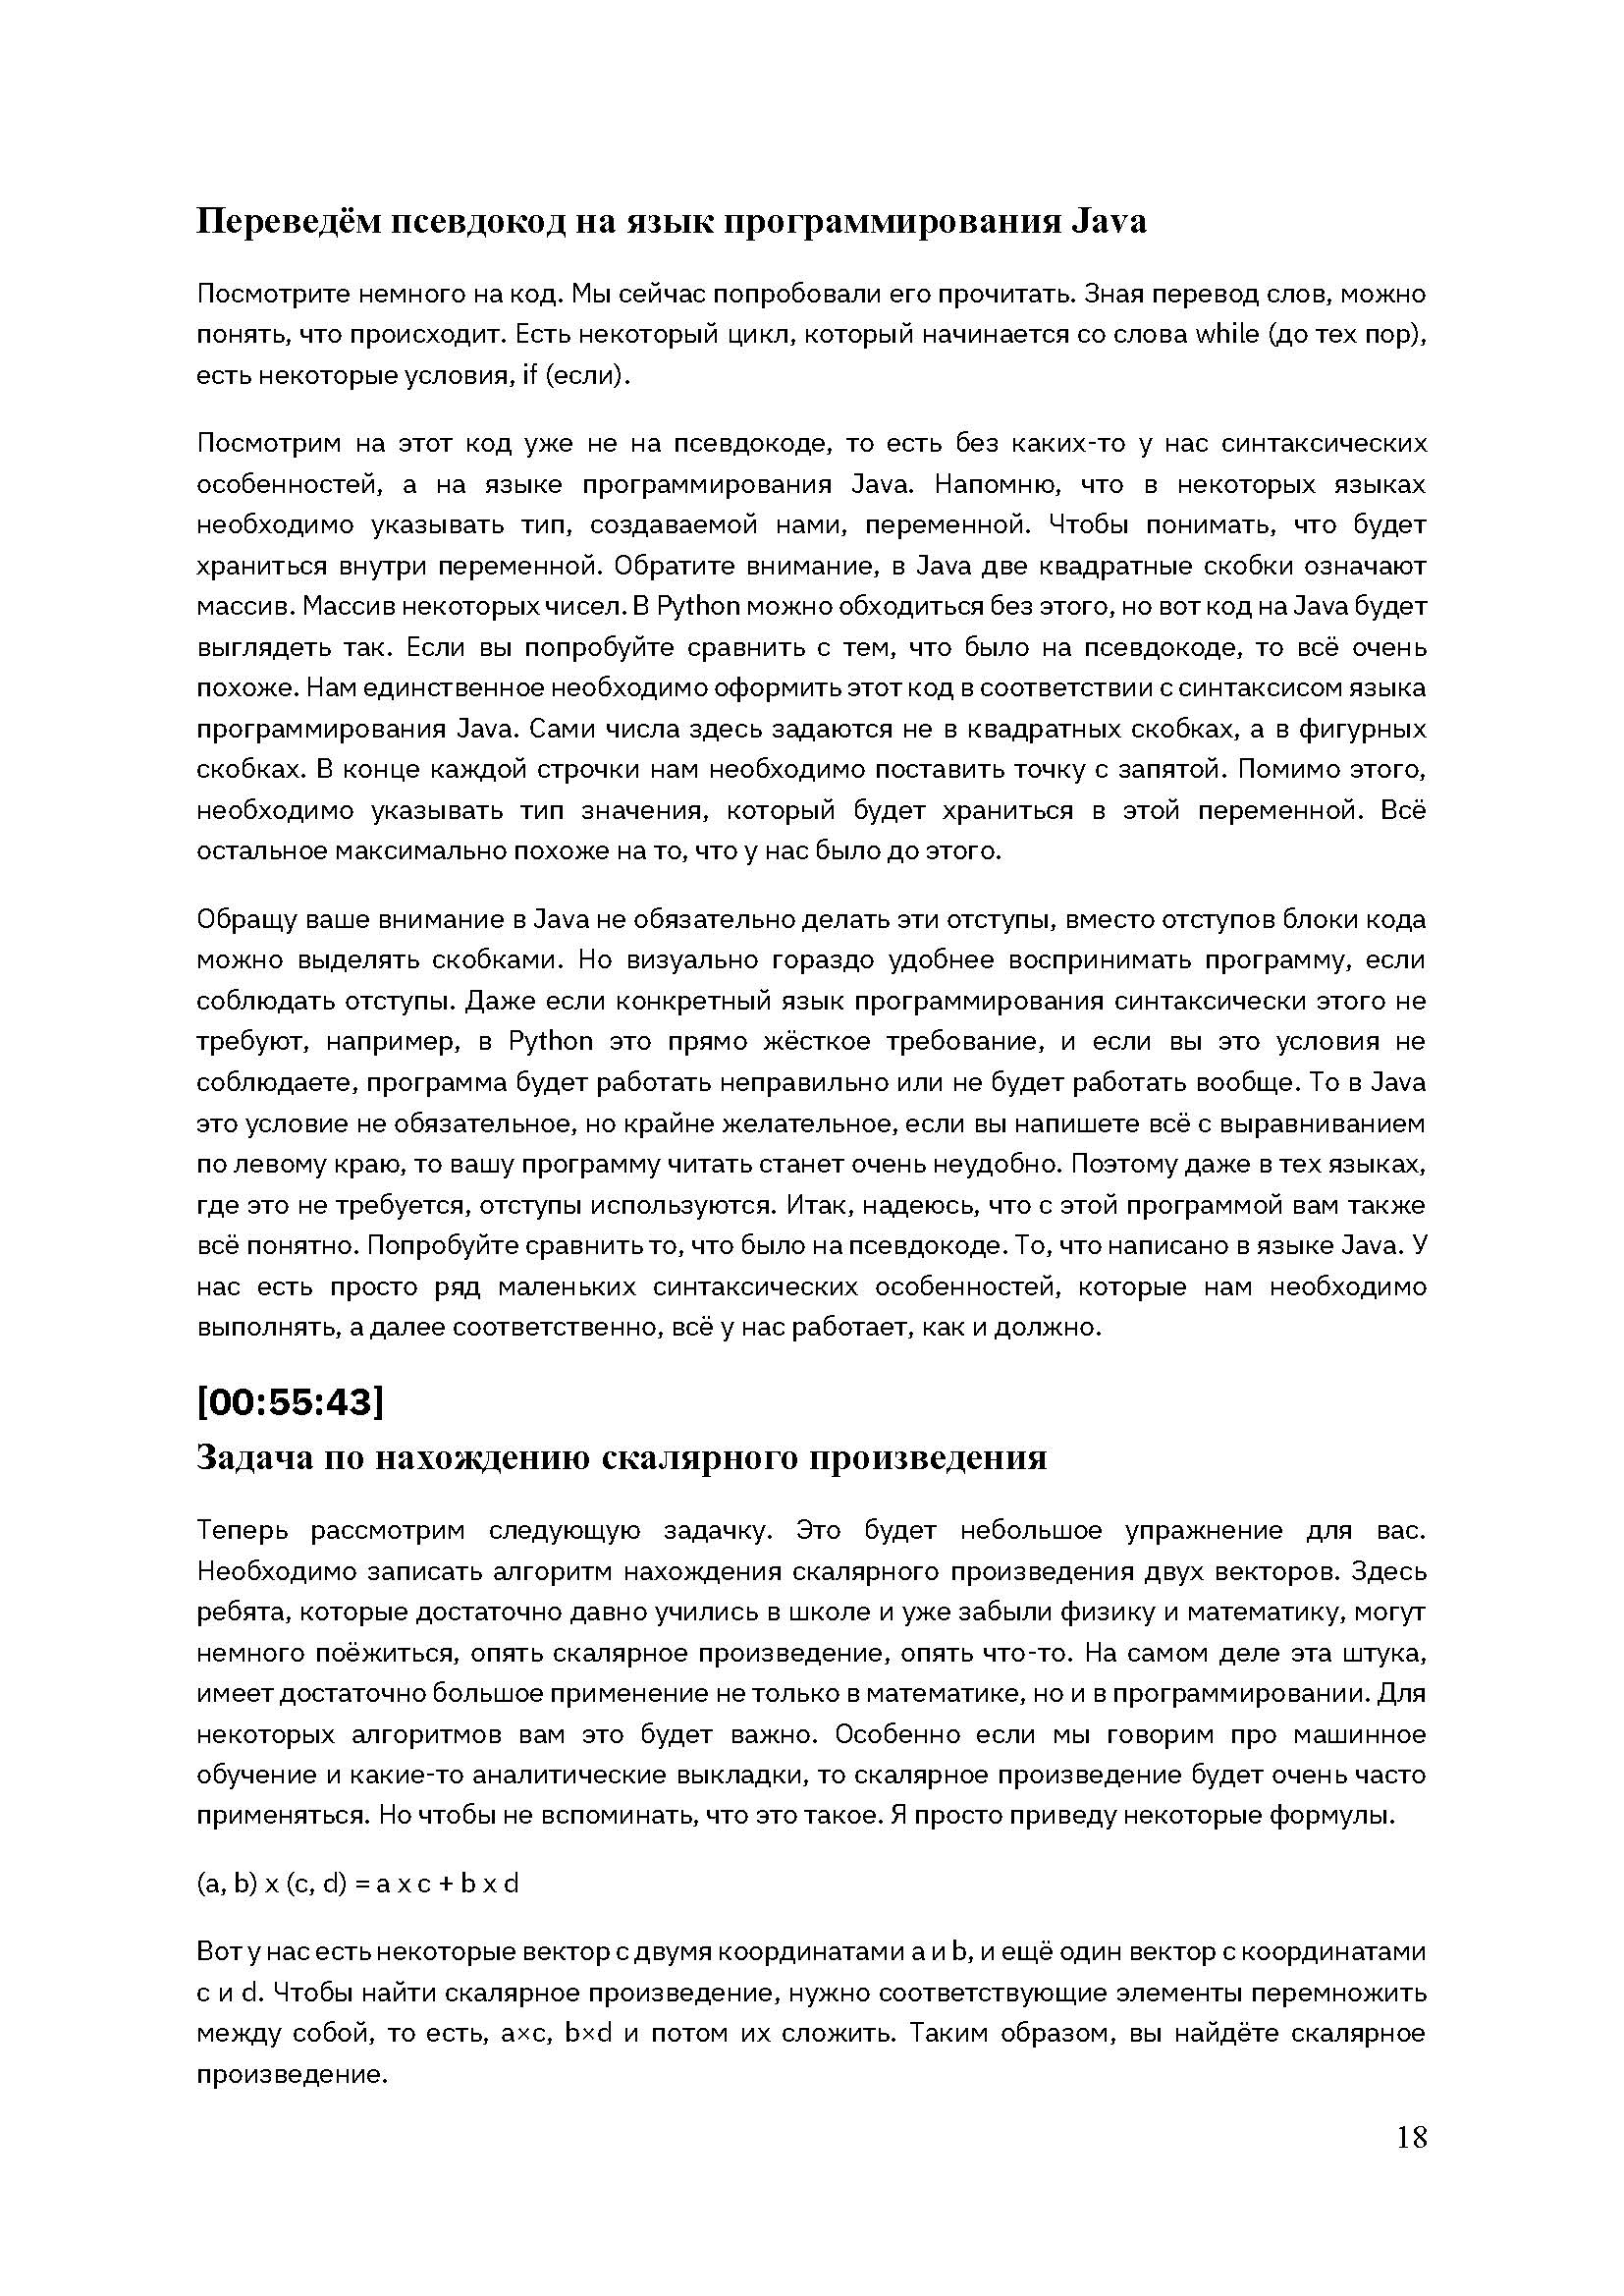 Переведём псевдокод на язык программирования Java
Посмотрите немного на код. Мы сейчас попробовали его прочитать. Зная перевод слов, можно
понять, что происходит. Есть некоторый цикл, который начинается со слова while (до тех пор),
есть некоторые условия, if (если).
Посмотрим на этот код уже не на псевдокоде, то есть без каких-то у нас синтаксических
особенностей, а на языке программирования Java. Напомню, что в некоторых языках
необходимо указывать тип, создаваемой нами, переменной. Чтобы понимать, что будет
храниться внутри переменной. Обратите внимание, в Java две квадратные скобки означают
массив. Массив некоторых чисел. В Python можно обходиться без этого, но вот код на Java будет
выглядеть так. Если вы попробуйте сравнить с тем, что было на псевдокоде, то всё очень
похоже. Нам единственное необходимо оформить этот код в соответствии с синтаксисом языка
программирования Java. Сами числа здесь задаются не в квадратных скобках, а в фигурных
скобках. В конце каждой строчки нам необходимо поставить точку с запятой. Помимо этого,
необходимо указывать тип значения, который будет храниться в этой переменной. Всё
остальное максимально похоже на то, что у нас было до этого.
Обращу ваше внимание в Java не обязательно делать эти отступы, вместо отступов блоки кода
можно выделять скобками. Но визуально гораздо удобнее воспринимать программу, если
соблюдать отступы. Даже если конкретный язык программирования синтаксически этого не
требуют, например, в Python это прямо жёсткое требование, и если вы это условия не
соблюдаете, программа будет работать неправильно или не будет работать вообще. То в Java
это условие не обязательное, но крайне желательное, если вы напишете всё с выравниванием
по левому краю, то вашу программу читать станет очень неудобно. Поэтому даже в тех языках,
где это не требуется, отступы используются. Итак, надеюсь, что с этой программой вам также
всё понятно. Попробуйте сравнить то, что было на псевдокоде. То, что написано в языке Java. У
нас есть просто ряд маленьких синтаксических особенностей, которые нам необходимо
выполнять, а далее соответственно, всё у нас работает, как и должно.
[00:55:43]
Задача по нахождению скалярного произведения
Теперь рассмотрим следующую задачку. Это будет небольшое упражнение для вас.
Необходимо записать алгоритм нахождения скалярного произведения двух векторов. Здесь
ребята, которые достаточно давно учились в школе и уже забыли физику и математику, могут
немного поёжиться, опять скалярное произведение, опять что-то. На самом деле эта штука,
имеет достаточно большое применение не только в математике, но и в программировании. Для
некоторых алгоритмов вам это будет важно. Особенно если мы говорим про машинное
обучение и какие-то аналитические выкладки, то скалярное произведение будет очень часто
применяться. Но чтобы не вспоминать, что это такое. Я просто приведу некоторые формулы.
(a, b) x (c, d) = a x c + b x d
Вот у нас есть некоторые вектор с двумя координатами a и b, и ещё один вектор с координатами
c и d. Чтобы найти скалярное произведение, нужно соответствующие элементы перемножить
между собой, то есть, a×c, b×d и потом их сложить. Таким образом, вы найдёте скалярное
произведение.
18